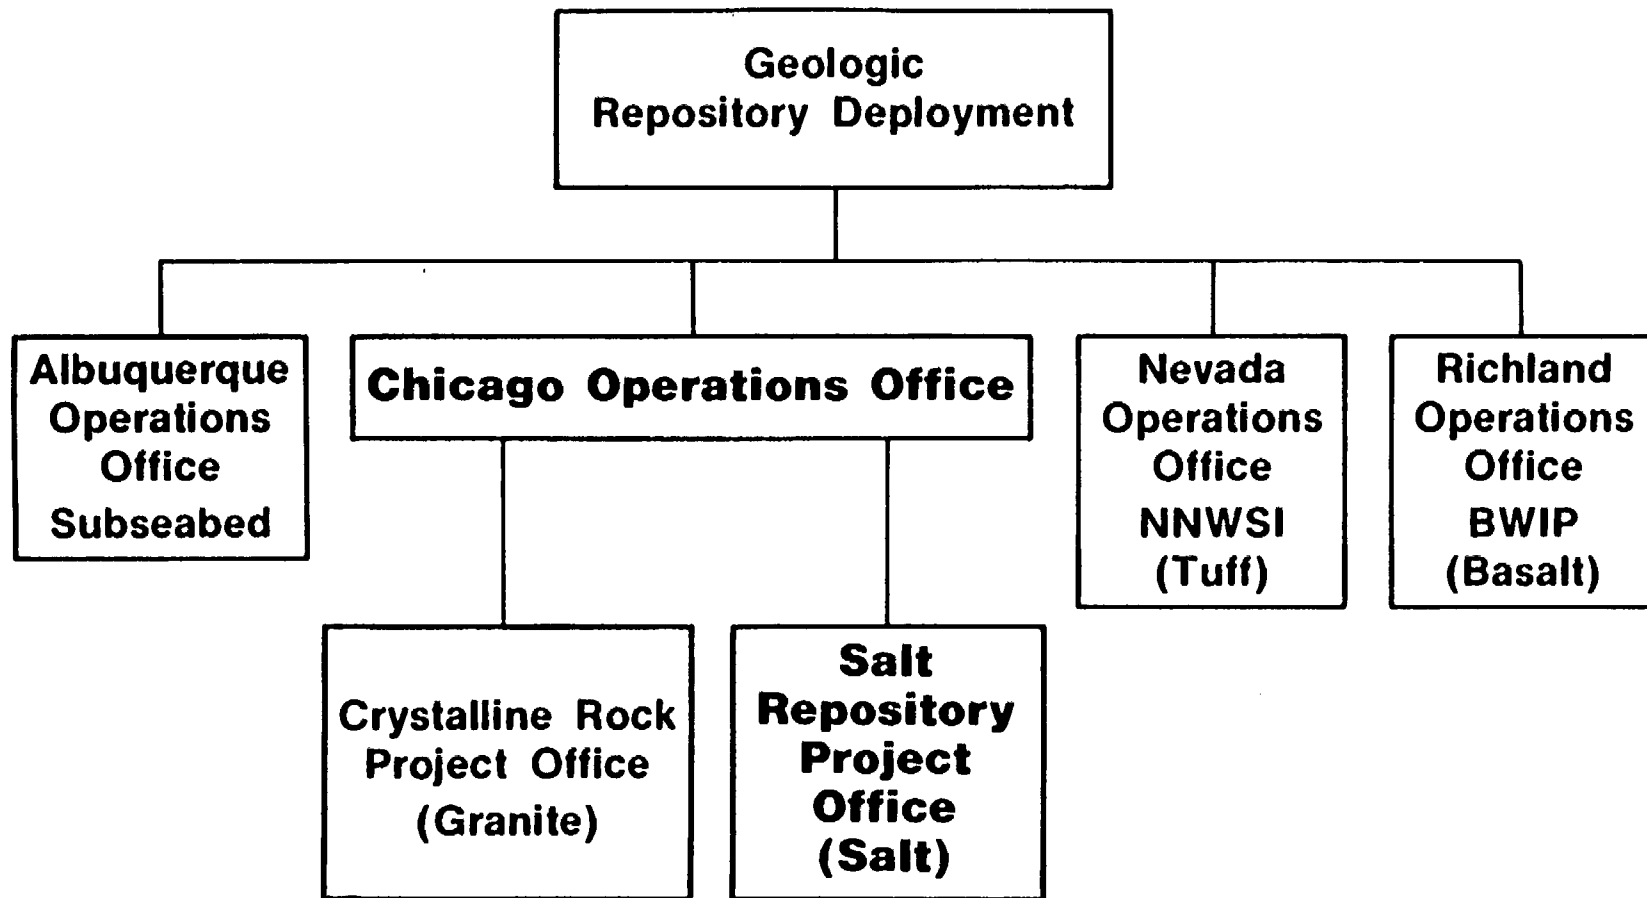 Geologic
Repository Deployment
Albuquerque
Operations
Office
Subseabed
Chicago Operations Office
Nevada
Operations
Office
NNWSI
(Tuff)
Richland
Operations
Office
BWIP
(Basalt)
Crystalline Rock
Project Office
(Granite)
Salt
Repository
Project
Office
(Salt)